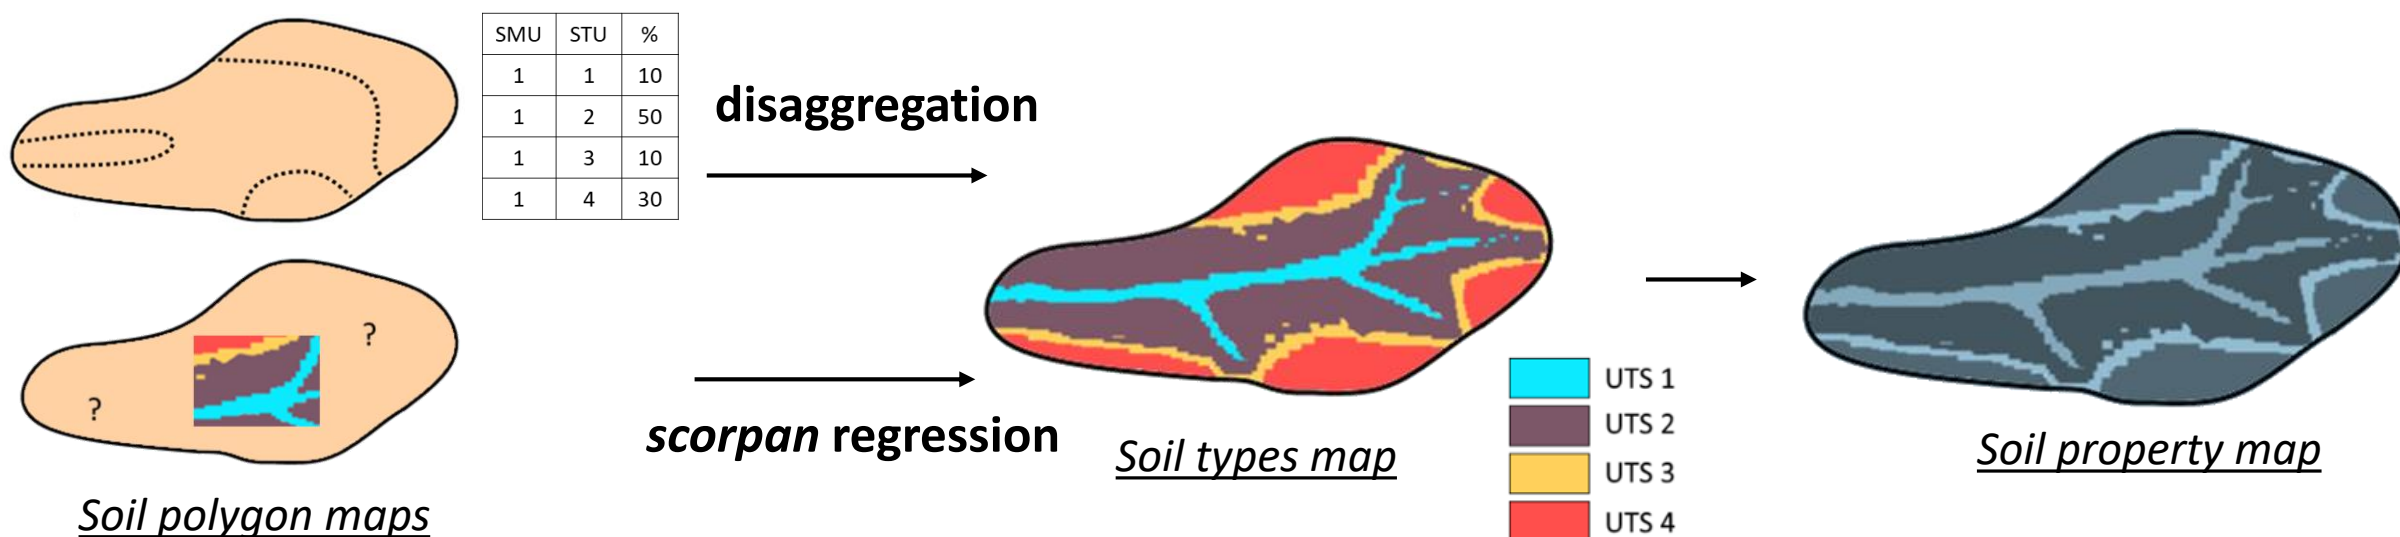 SMU STU %
1 1 10
1 2 50
1 3 10
1 4 30
disaggregation
?
?
scorpan regression
Soil polygon maps
Soil types map
UTS 1
UTS 2
UTS 3
UTS 4
Soil property map